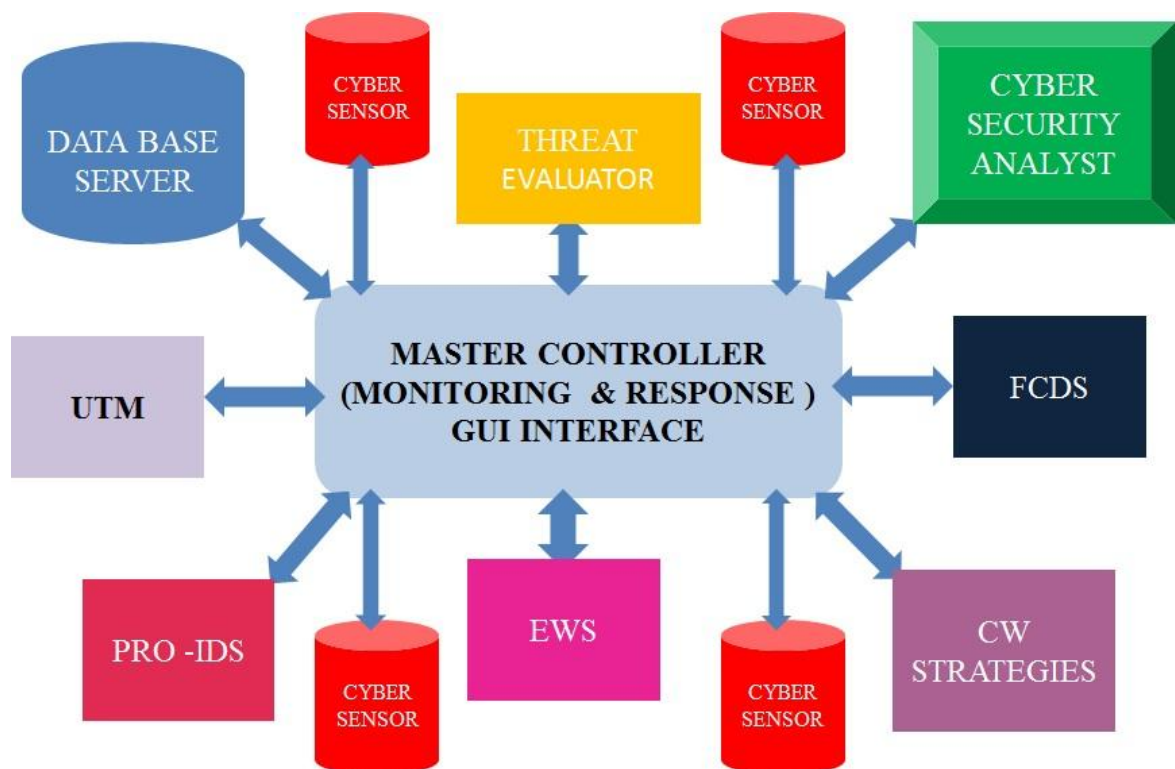 CYBER
SENSOR
CYBER
SENSOR
DATA BASE
SERVER
THREAT
EVALUATOR
CYBER
SECURITY
ANALYST
MASTER CONTROLLER
(MONITORING & RESPONSE )
GUI INTERFACE
UTM
FCDS
PRO -IDS
EWS
CW
STRATEGIES
CYBER
SENSOR
CYBER
SENSOR